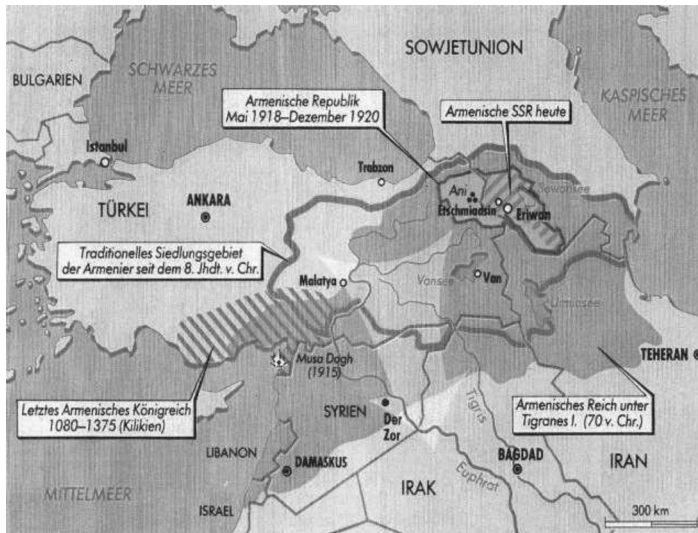 SOWJETUNION
BULGARIEN
SCHWARZES
MEER
KASPISCHES
MEER
Armenische Republik
Mai 1918–Dezember 1920
Armenische SSR heute
Istanbul
Trabzon
Ani
Sewansee
Etschmiadsin
Eriwan
TÜRKEI
ANKARA
Traditionelles Siedlungsgebiet
der Armenier seit dem 8. Jhdt. v. Chr.
Malatya
Vansee
Van
Urmiasee
TEHERAN
Musa Dagh
(1915)
Letztes Armenisches Königreich
1080–1375 (Kilikien)
SYRIEN
Der
Zor
Tigris
Armenisches Reich unter
Tigranes I. (70 v. Chr.)
LIBANON
DAMASKUS
BAGDAD
IRAN
Euphrat
MITTELMEER
IRAK
ISRAEL
300 km